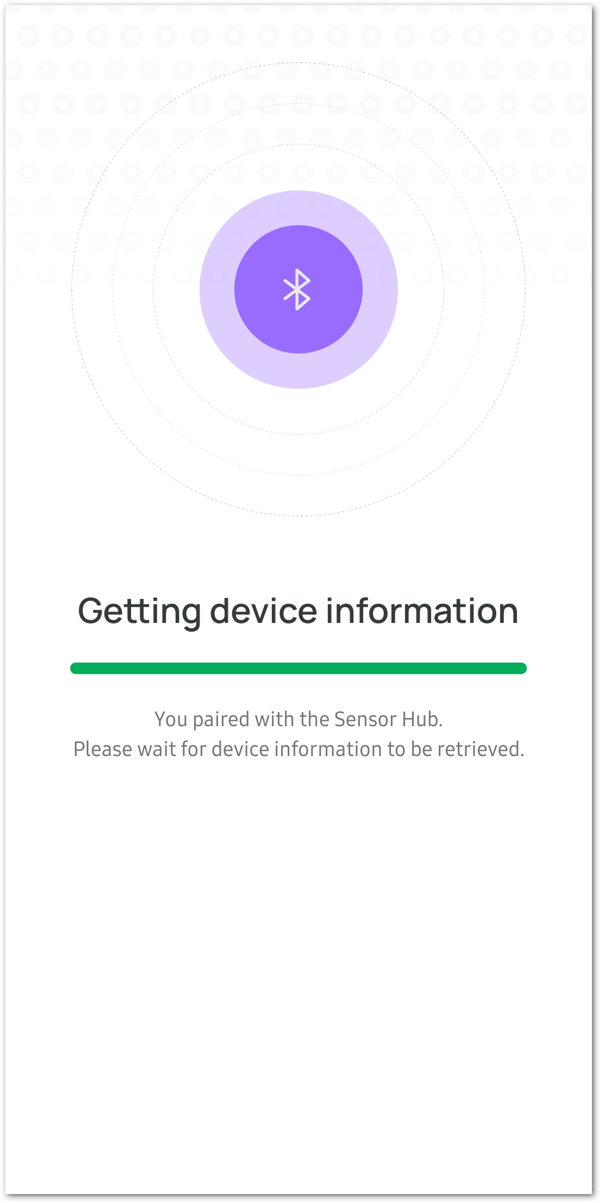 Getting device information
You paired with the Sensor Hub.
Please wait for device information to be retrieved.